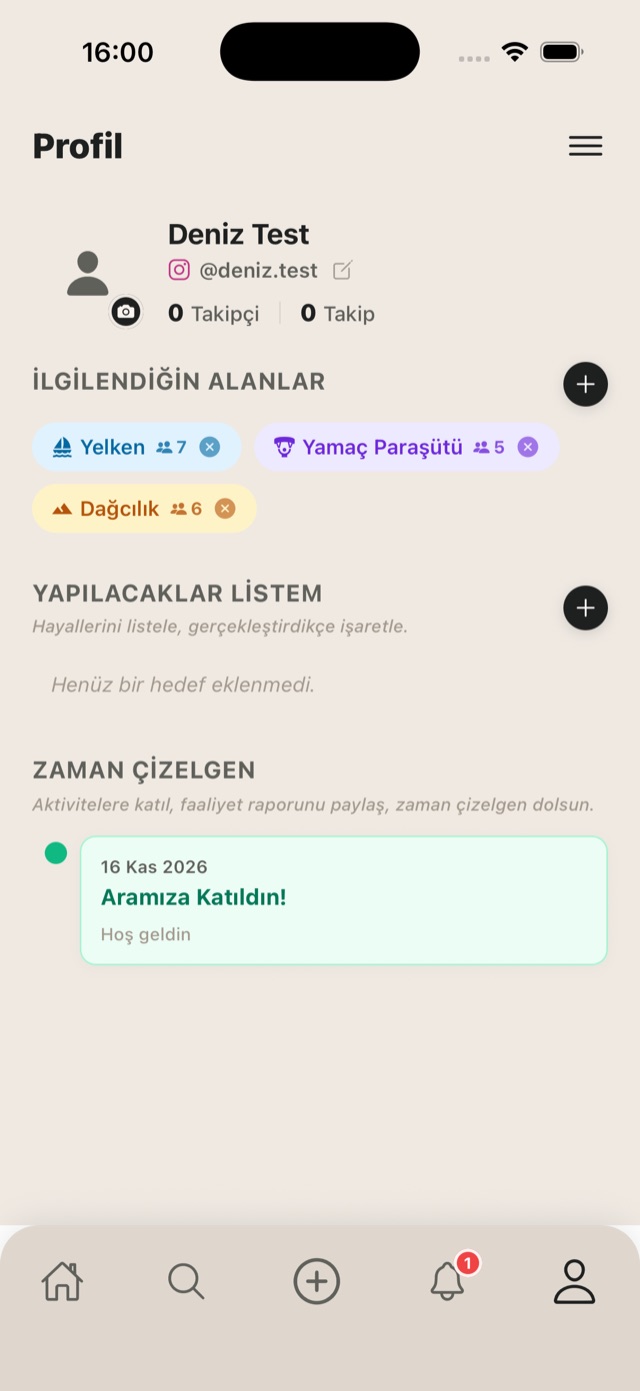 16:00
Profil
Deniz Test
@deniz.test
0 Takipçi 0 Takip
İLGİLENDİĞİN ALANLAR
Yelken 7 Yamaç Paraşütü 5
Dağcılık 6
YAPILACAKLAR LİSTEM
Hayallerini listele, gerçekleştirdikçe işaretle.
Henüz bir hedef eklenmedi.
ZAMAN ÇİZELGEN
Aktivitelere katıl, faaliyet raporunu paylaş, zaman çizelgen dolsun.
16 Kas 2026
Aramıza Katıldın!
Hoş geldin
1